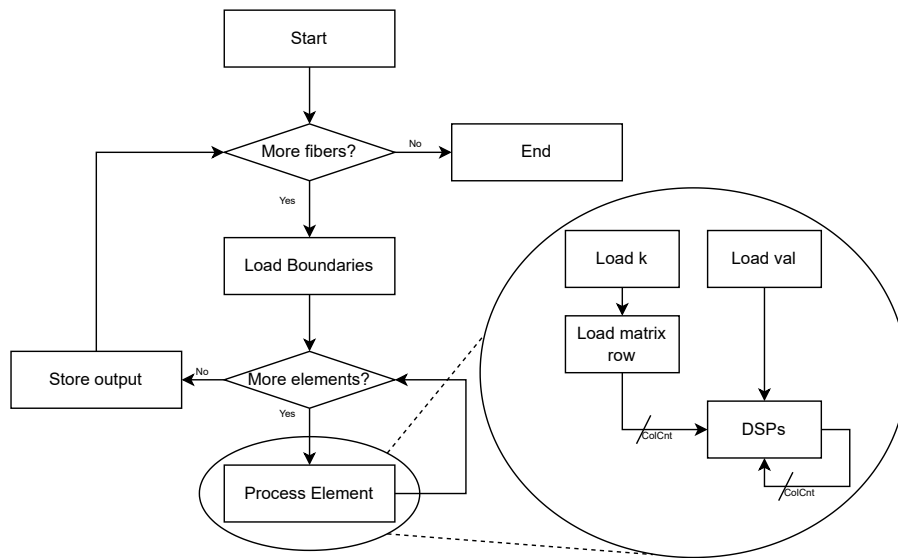 Start
More fibers?
No
End
Yes
Load Boundaries
More elements?
No
Store output
Yes
Process Element
Load k
Load val
Load matrix
row
ColCnt
DSPs
ColCnt